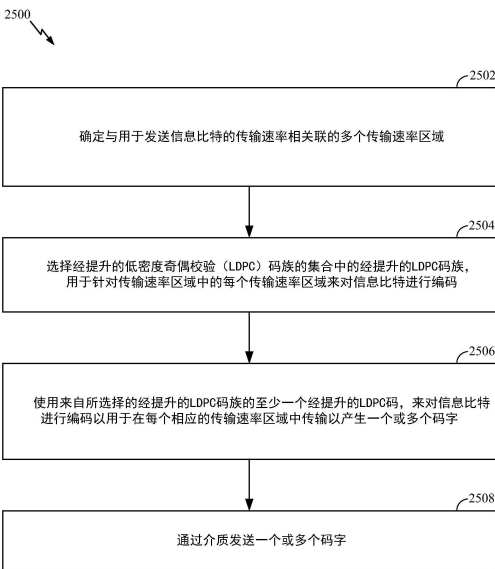 2500
2502
确定与用于发送信息比特的传输速率相关联的多个传输速率区域
2504
选择经提升的低密度奇偶校验（LDPC）码族的集合中的经提升的LDPC码族，
用于针对传输速率区域中的每个传输速率区域来对信息比特进行编码
2506
使用来自所选择的经提升的LDPC码族的至少一个经提升的LDPC码，来对信息比特
进行编码以用于在每个相应的传输速率区域中传输以产生一个或多个码字
2508
通过介质发送一个或多个码字